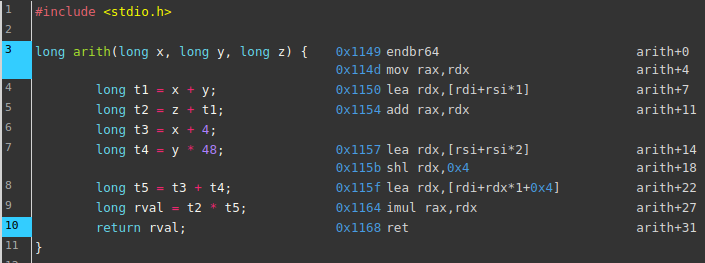 1 #include <stdio.h>
2
3 long arith(long x, long y, long z) { 0x1149 endbr64 arith+0
0x114d mov rax,rdx arith+4
4 long t1 = x + y; 0x1150 lea rdx,[rdi+rsi*1] arith+7
5 long t2 = z + t1; 0x1154 add rax,rdx arith+11
6 long t3 = x + 4;
7 long t4 = y * 48; 0x1157 lea rdx,[rsi+rsi*2] arith+14
0x115b shl rdx,0x4 arith+18
8 long t5 = t3 + t4; 0x115f lea rdx,[rdi+rdx*1+0x4] arith+22
9 long rval = t2 * t5; 0x1164 imul rax,rdx arith+27
10 return rval; 0x1168 ret arith+31
11 }